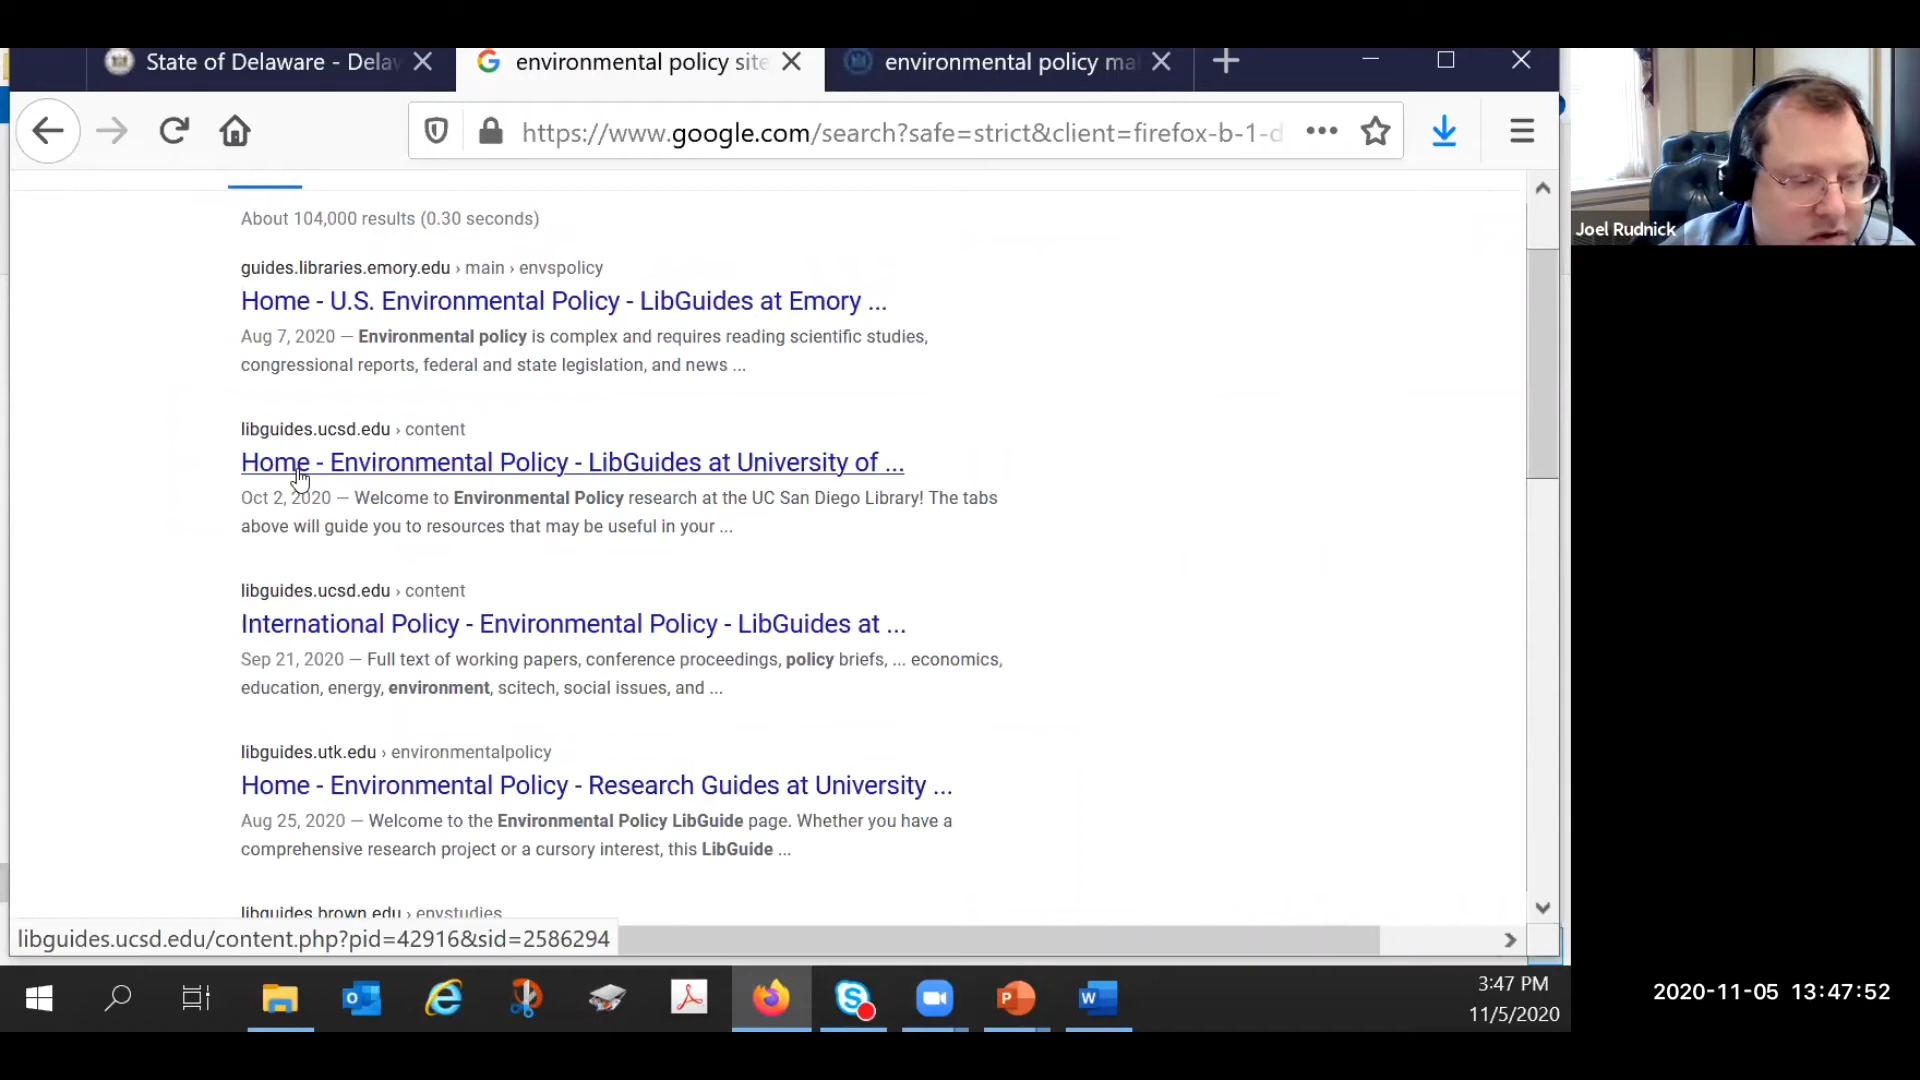 State of Delaware - Dela
environmental policy site
environmental policy ma
https://www.google.com/search?safe=strict&client=firefox-b-1-d
About 104,000 results (0.30 seconds)
guides.libraries.emory.edu › main › envspolicy
Home - U.S. Environmental Policy - LibGuides at Emory ...
Aug 7, 2020 — Environmental policy is complex and requires reading scientific studies,
congressional reports, federal and state legislation, and news ...
libguides.ucsd.edu › content
Home - Environmental Policy - LibGuides at University of ...
Oct 2, 2020 — Welcome to Environmental Policy research at the UC San Diego Library! The tabs
above will guide you to resources that may be useful in your ...
libguides.ucsd.edu › content
International Policy - Environmental Policy - LibGuides at ...
Sep 21, 2020 — Full text of working papers, conference proceedings, policy briefs, ... economics,
education, energy, environment, scitech, social issues, and ...
libguides.utk.edu › environmentalpolicy
Home - Environmental Policy - Research Guides at University ...
Aug 25, 2020 — Welcome to the Environmental Policy LibGuide page. Whether you have a
comprehensive research project or a cursory interest, this LibGuide ...
libguides.brown.edu › envstudies
libguides.ucsd.edu/content.php?pid=42916&sid=2586294
3:47 PM
11/5/2020
Joel Rudnick
2020-11-05 13:47:52